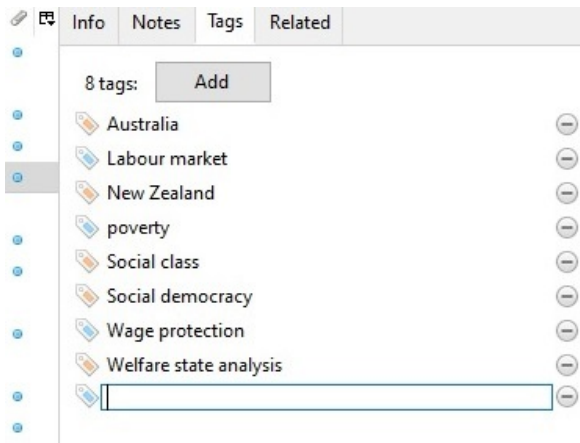 Info Notes Tags Related
8 tags: Add
Australia
Labour market
New Zealand
poverty
Social class
Social democracy
Wage protection
Welfare state analysis